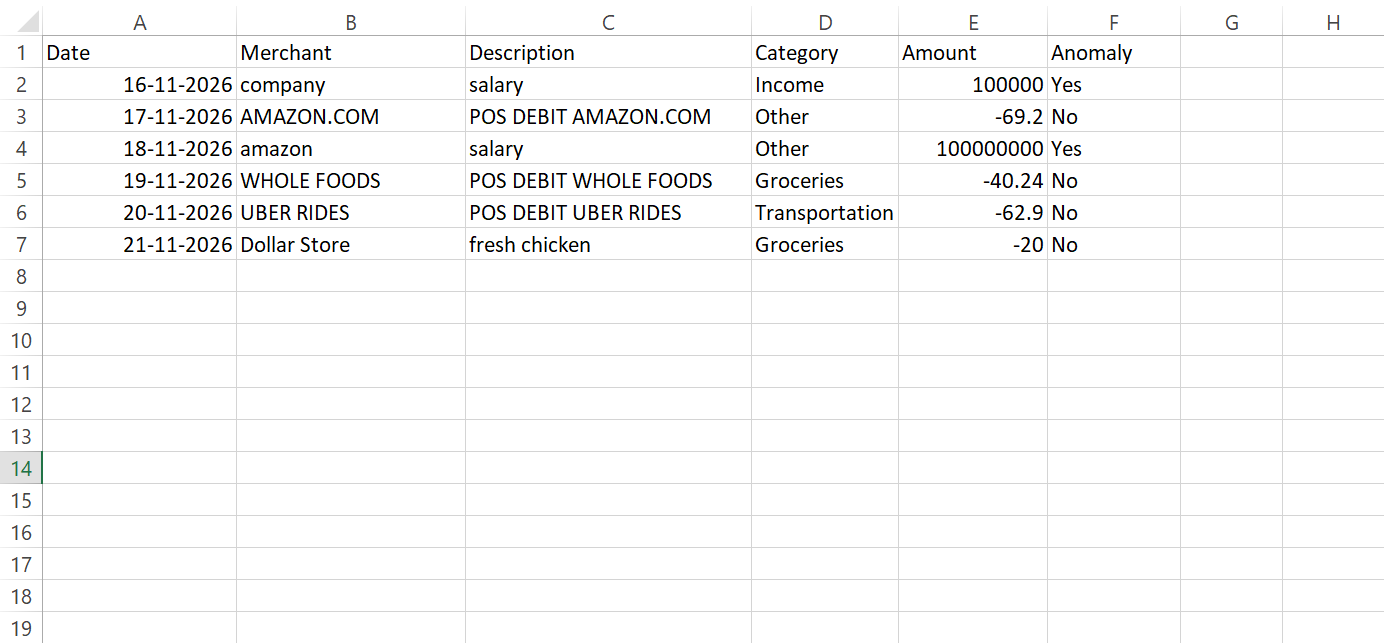 A B C D E F G H
1 Date Merchant Description Category Amount Anomaly
2 16-11-2026 company salary Income 100000 Yes
3 17-11-2026 AMAZON.COM POS DEBIT AMAZON.COM Other -69.2 No
4 18-11-2026 amazon salary Other 100000000 Yes
5 19-11-2026 WHOLE FOODS POS DEBIT WHOLE FOODS Groceries -40.24 No
6 20-11-2026 UBER RIDES POS DEBIT UBER RIDES Transportation -62.9 No
7 21-11-2026 Dollar Store fresh chicken Groceries -20 No
8
9
10
11
12
13
14
15
16
17
18
19